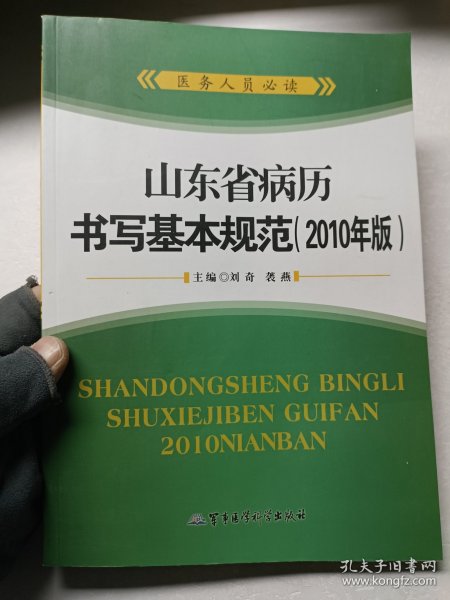 医务人员必读
山东省病历
书写基本规范(2010年版)
主编◎刘奇 袭燕
SHANDONGSHENG BINGLI
SHUXIEJIBEN GUIFAN
2010NIANBAN
军事医学科学出版社
孔夫子旧书网
www.kongfz.com